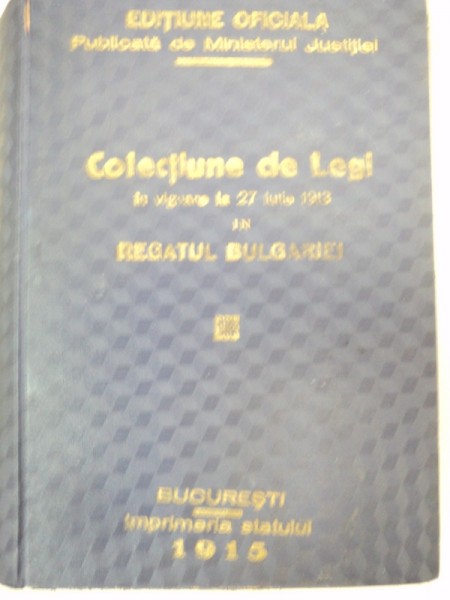 EDIȚIUNE OFICIALĂ
Publicată de Ministerul Justiției
Colecțiune de Legi
în vigoare la 27 Iulie 1913
IN
REGATUL BULGARIEI
BUCUREȘTI
Imprimeria statului
1915